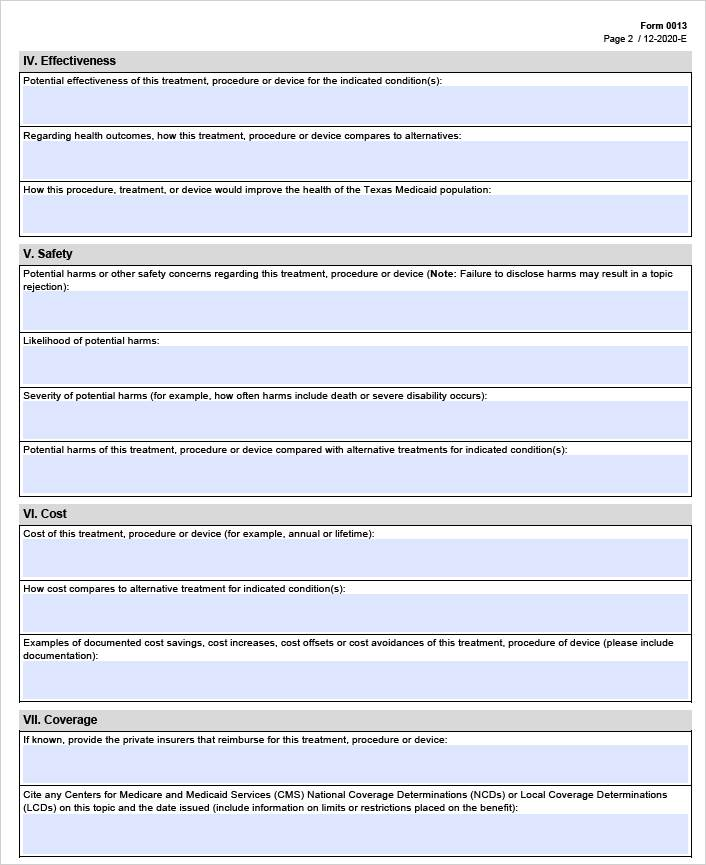 Form 0013
Page 2 / 12-2020-E
IV. Effectiveness
Potential effectiveness of this treatment, procedure or device for the indicated condition(s):
Regarding health outcomes, how this treatment, procedure or device compares to alternatives:
How this procedure, treatment, or device would improve the health of the Texas Medicaid population:
V. Safety
Potential harms or other safety concerns regarding this treatment, procedure or device (Note: Failure to disclose harms may result in a topic
rejection):
Likelihood of potential harms:
Severity of potential harms (for example, how often harms include death or severe disability occurs):
Potential harms of this treatment, procedure or device compared with alternative treatments for indicated condition(s):
VI. Cost
Cost of this treatment, procedure or device (for example, annual or lifetime):
How cost compares to alternative treatment for indicated condition(s):
Examples of documented cost savings, cost increases, cost offsets or cost avoidances of this treatment, procedure of device (please include
documentation):
VII. Coverage
If known, provide the private insurers that reimburse for this treatment, procedure or device:
Cite any Centers for Medicare and Medicaid Services (CMS) National Coverage Determinations (NCDs) or Local Coverage Determinations
(LCDs) on this topic and the date issued (include information on limits or restrictions placed on the benefit):